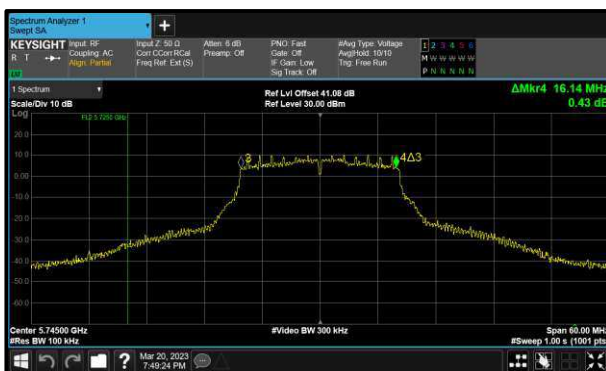 Spectrum Analyzer 1
Swept SA
KEYSIGHT
R T
Input: RF
Coupling: AC
Align: Partial
Input Z: 50 Ω
Corr CCorr RCal
Freq Ref: Ext (S)
Atten: 6 dB
Preamp: Off
PNO: Fast
Gate: Off
IF Gain: Low
Sig Track: Off
#Avg Type: Voltage
Avg|Hold: 10/10
Trig: Free Run
1 2 3 4 5 6
M W W W W W
P N N N N N
1 Spectrum
Scale/Div 10 dB
Log
Ref Lvl Offset 41.08 dB
Ref Level 30.00 dBm
ΔMkr4 16.14 MHz
0.43 dB
FL2 5.7250 GHz
20.0
10.0
0.00
-10.0
-20.0
-30.0
-40.0
-50.0
-60.0
3
4Δ3
Center 5.74500 GHz
#Res BW 100 kHz
#Video BW 300 kHz
Span 60.00 MHz
#Sweep 1.00 s (1001 pts)
Mar 20, 2023
7:49:24 PM